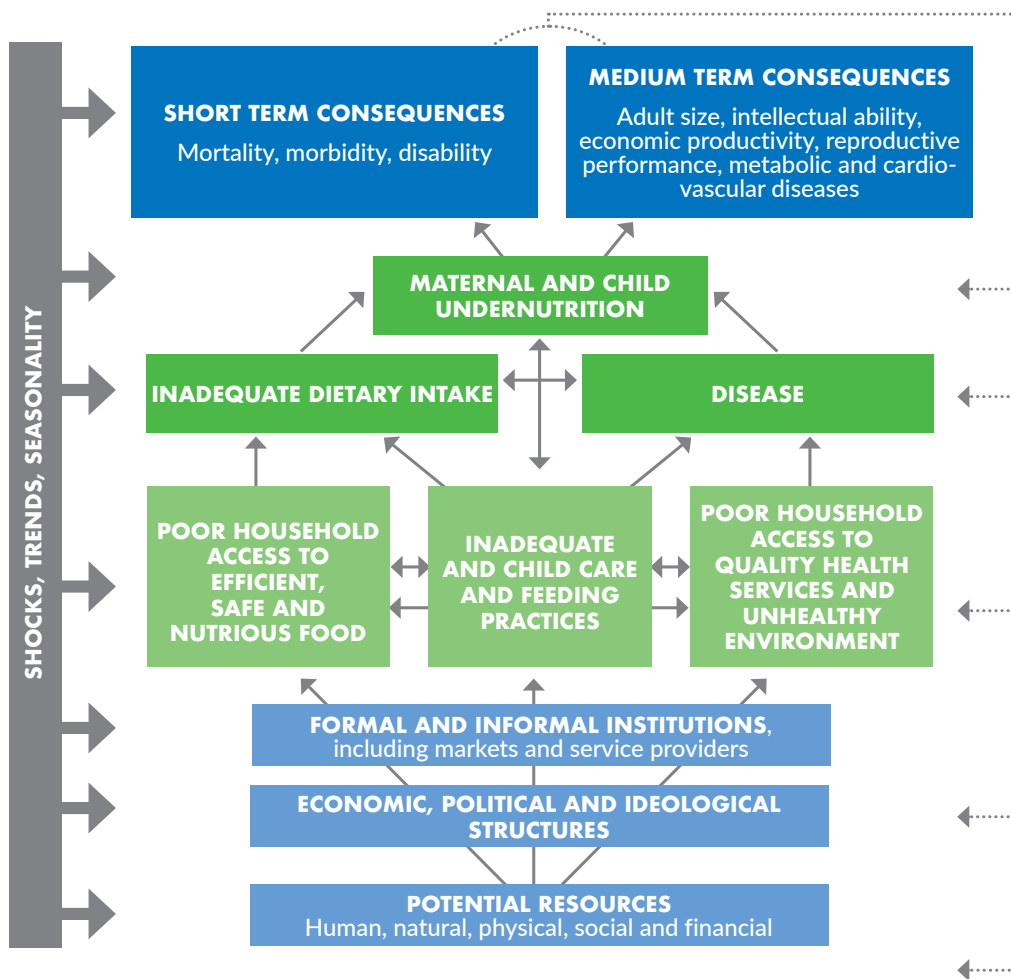 SHOCKS, TRENDS, SEASONALITY
SHORT TERM CONSEQUENCES
Mortality, morbidity, disability
MEDIUM TERM CONSEQUENCES
Adult size, intellectual ability,
economic productivity, reproductive
performance, metabolic and cardio-
vascular diseases
MATERNAL AND CHILD
UNDERNUTRITION
INADEQUATE DIETARY INTAKE
DISEASE
POOR HOUSEHOLD
ACCESS TO
EFFICIENT,
SAFE AND
NUTRIOUS FOOD
INADEQUATE
AND CHILD CARE
AND FEEDING
PRACTICES
POOR HOUSEHOLD
ACCESS TO
QUALITY HEALTH
SERVICES AND
UNHEALTHY
ENVIRONMENT
FORMAL AND INFORMAL INSTITUTIONS,
including markets and service providers
ECONOMIC, POLITICAL AND IDEOLOGICAL
STRUCTURES
POTENTIAL RESOURCES
Human, natural, physical, social and financial